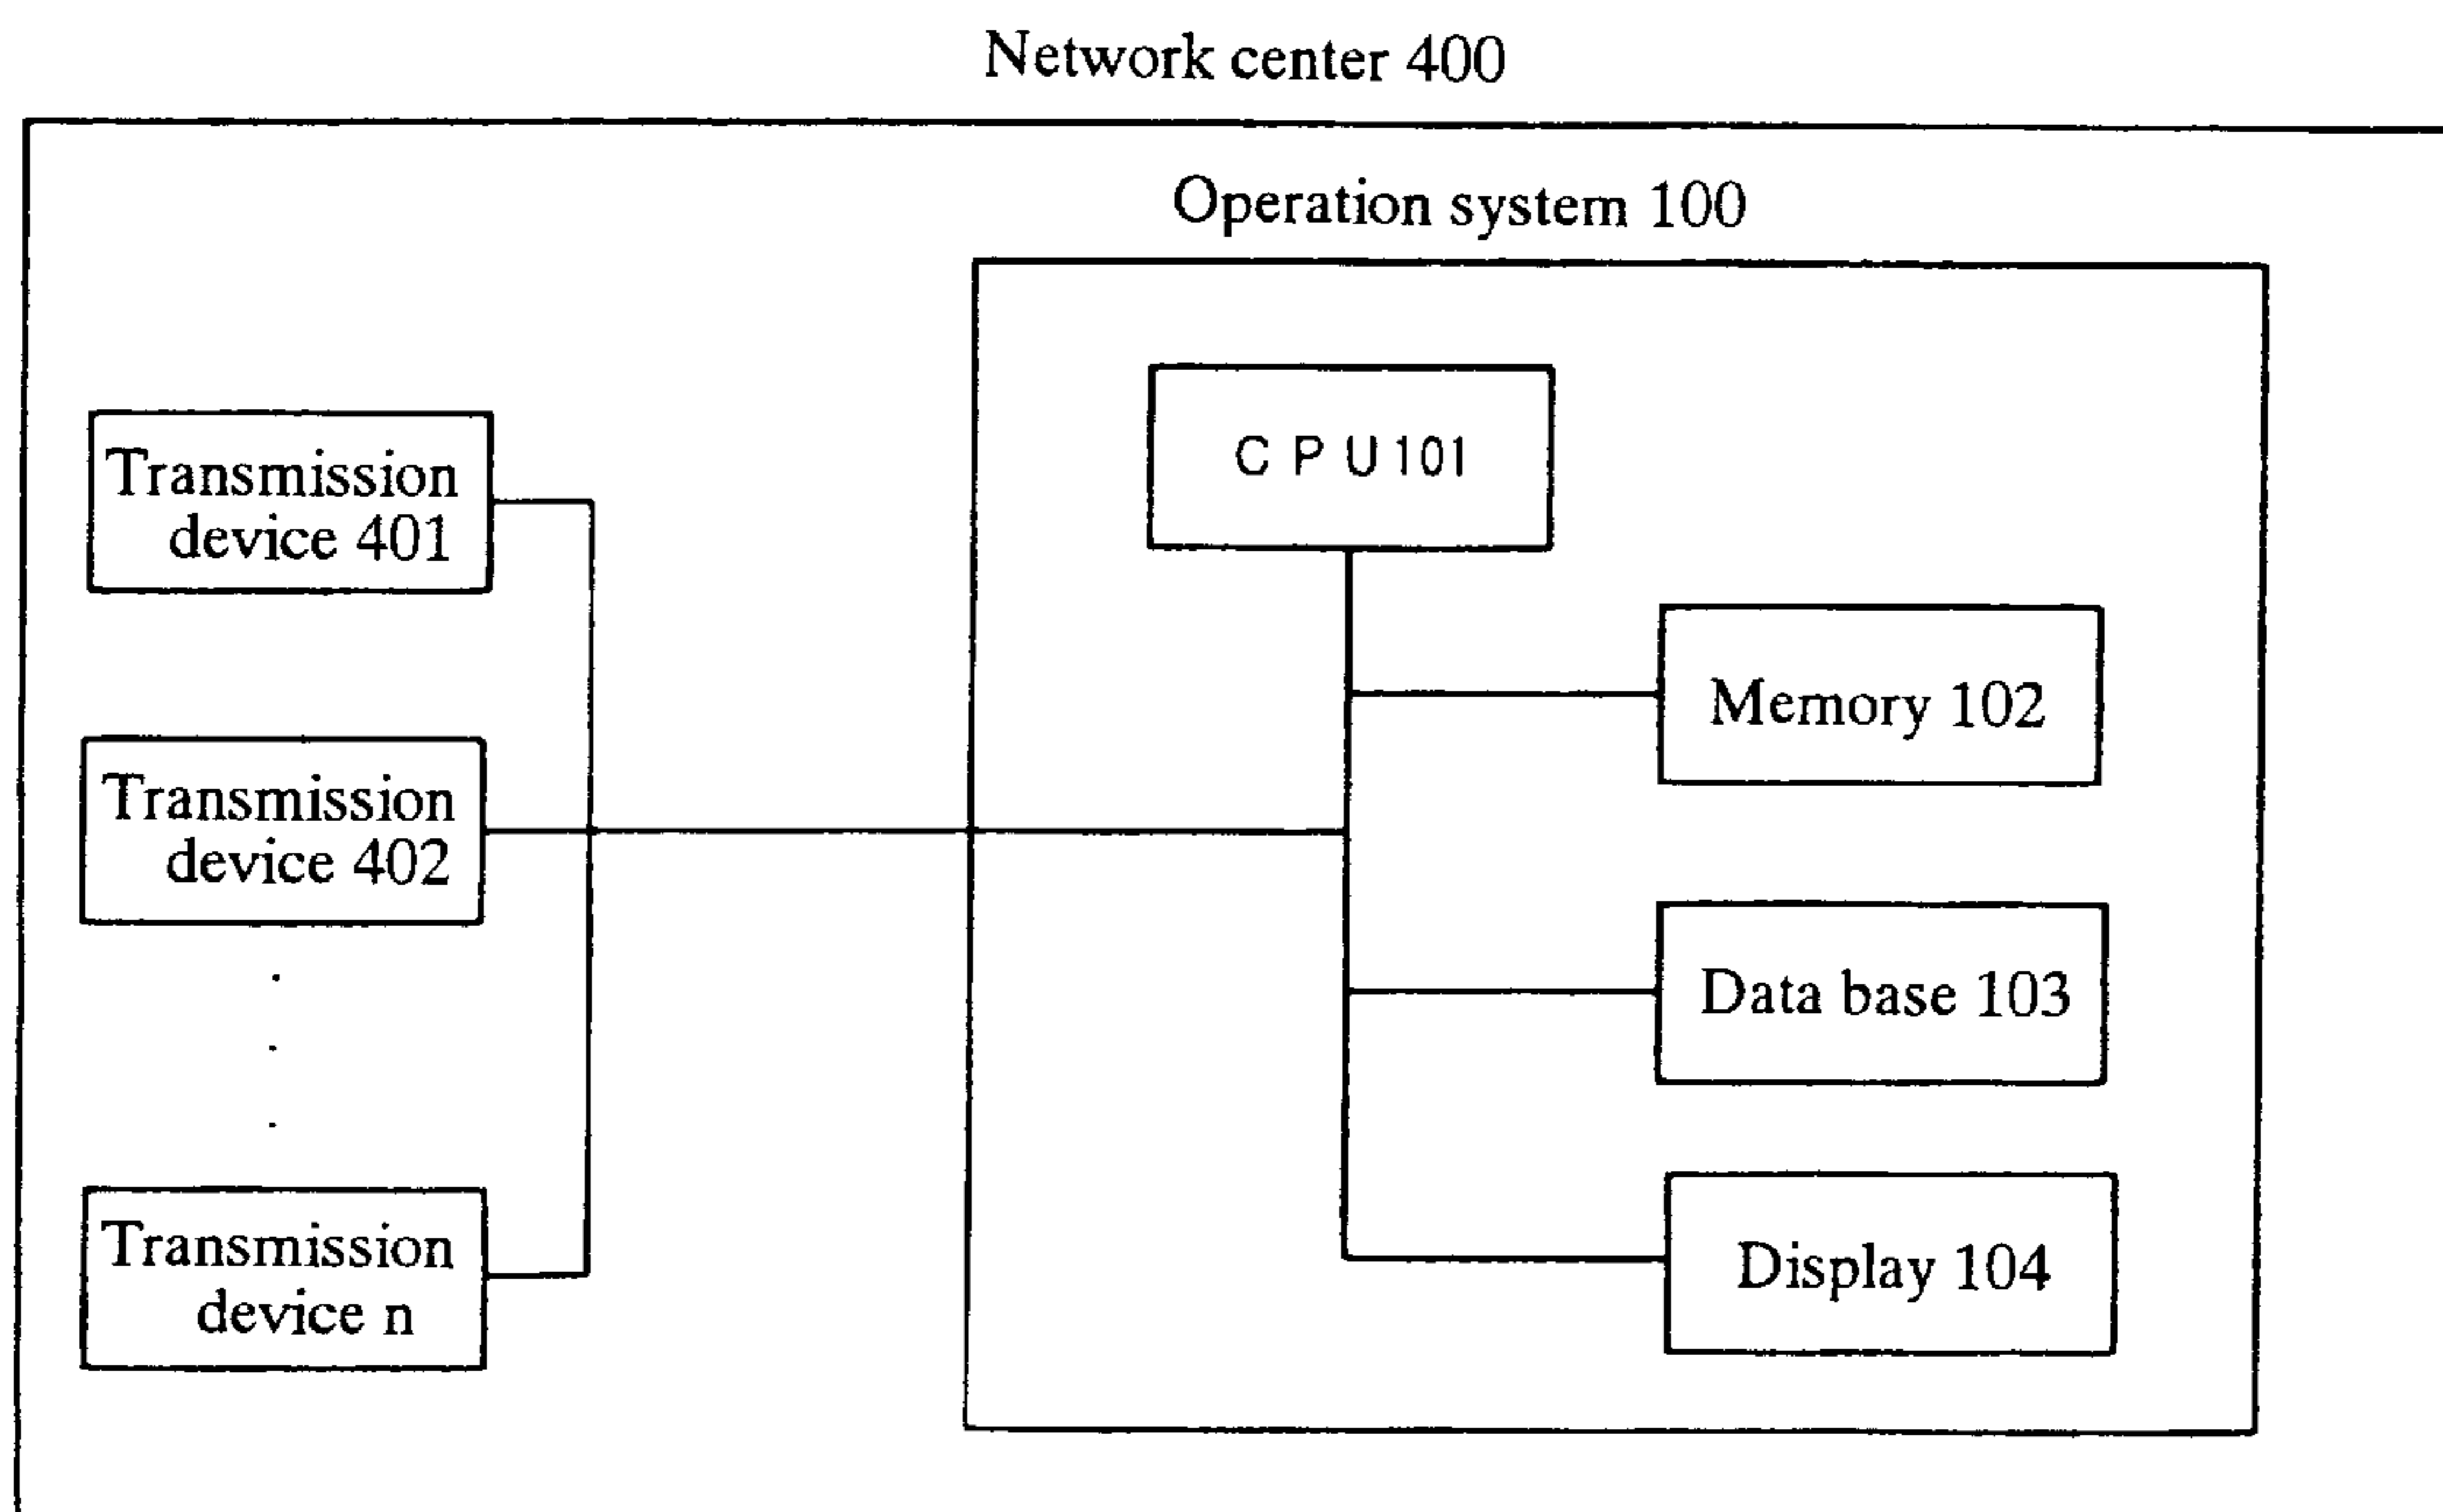 Network center 400
Operation system 100
C P U 101
Transmission
device 401
Memory 102
Transmission
device 402
Data base 103
Transmission
device n
Display 104